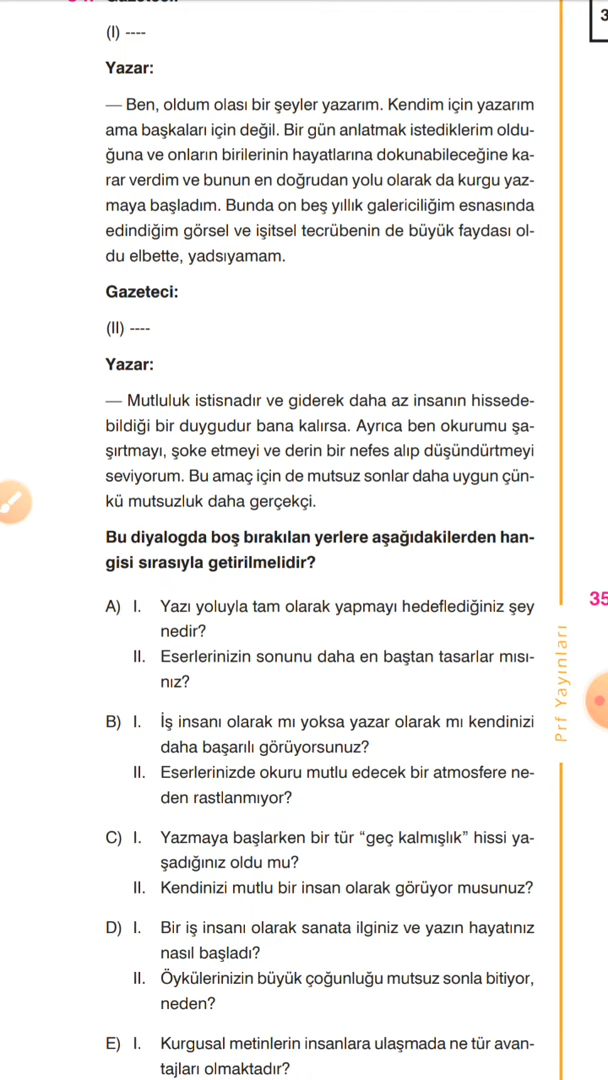 (I) ----
Yazar:
— Ben, oldum olası bir şeyler yazarım. Kendim için yazarım
ama başkaları için değil. Bir gün anlatmak istediklerim oldu-
ğuna ve onların birilerinin hayatlarına dokunabileceğine ka-
rar verdim ve bunun en doğrudan yolu olarak da kurgu yaz-
maya başladım. Bunda on beş yıllık galericiliğim esnasında
edindiğim görsel ve işitsel tecrübenin de büyük faydası ol-
du elbette, yadsıyamam.
Gazeteci:
(II) ----
Yazar:
— Mutluluk istisnadır ve giderek daha az insanın hissede-
bildiği bir duygudur bana kalırsa. Ayrıca ben okurumu şa-
şırtmayı, şoke etmeyi ve derin bir nefes alıp düşündürtmeyi
seviyorum. Bu amaç için de mutsuz sonlar daha uygun çün-
kü mutsuzluk daha gerçekçi.
Bu diyalogda boş bırakılan yerlere aşağıdakilerden han-
gisi sırasıyla getirilmelidir?
A) I. Yazı yoluyla tam olarak yapmayı hedeflediğiniz şey
nedir?
II. Eserlerinizin sonunu daha en baştan tasarlar mısı-
nız?
B) I. İş insanı olarak mı yoksa yazar olarak mı kendinizi
daha başarılı görüyorsunuz?
II. Eserlerinizde okuru mutlu edecek bir atmosfere ne-
den rastlanmıyor?
C) I. Yazmaya başlarken bir tür “geç kalmışlık” hissi ya-
şadığınız oldu mu?
II. Kendinizi mutlu bir insan olarak görüyor musunuz?
D) I. Bir iş insanı olarak sanata ilginiz ve yazın hayatınız
nasıl başladı?
II. Öykülerinizin büyük çoğunluğu mutsuz sonla bitiyor,
neden?
E) I. Kurgusal metinlerin insanlara ulaşmada ne tür avan-
tajları olmaktadır?
Prf Yayınları
3
35